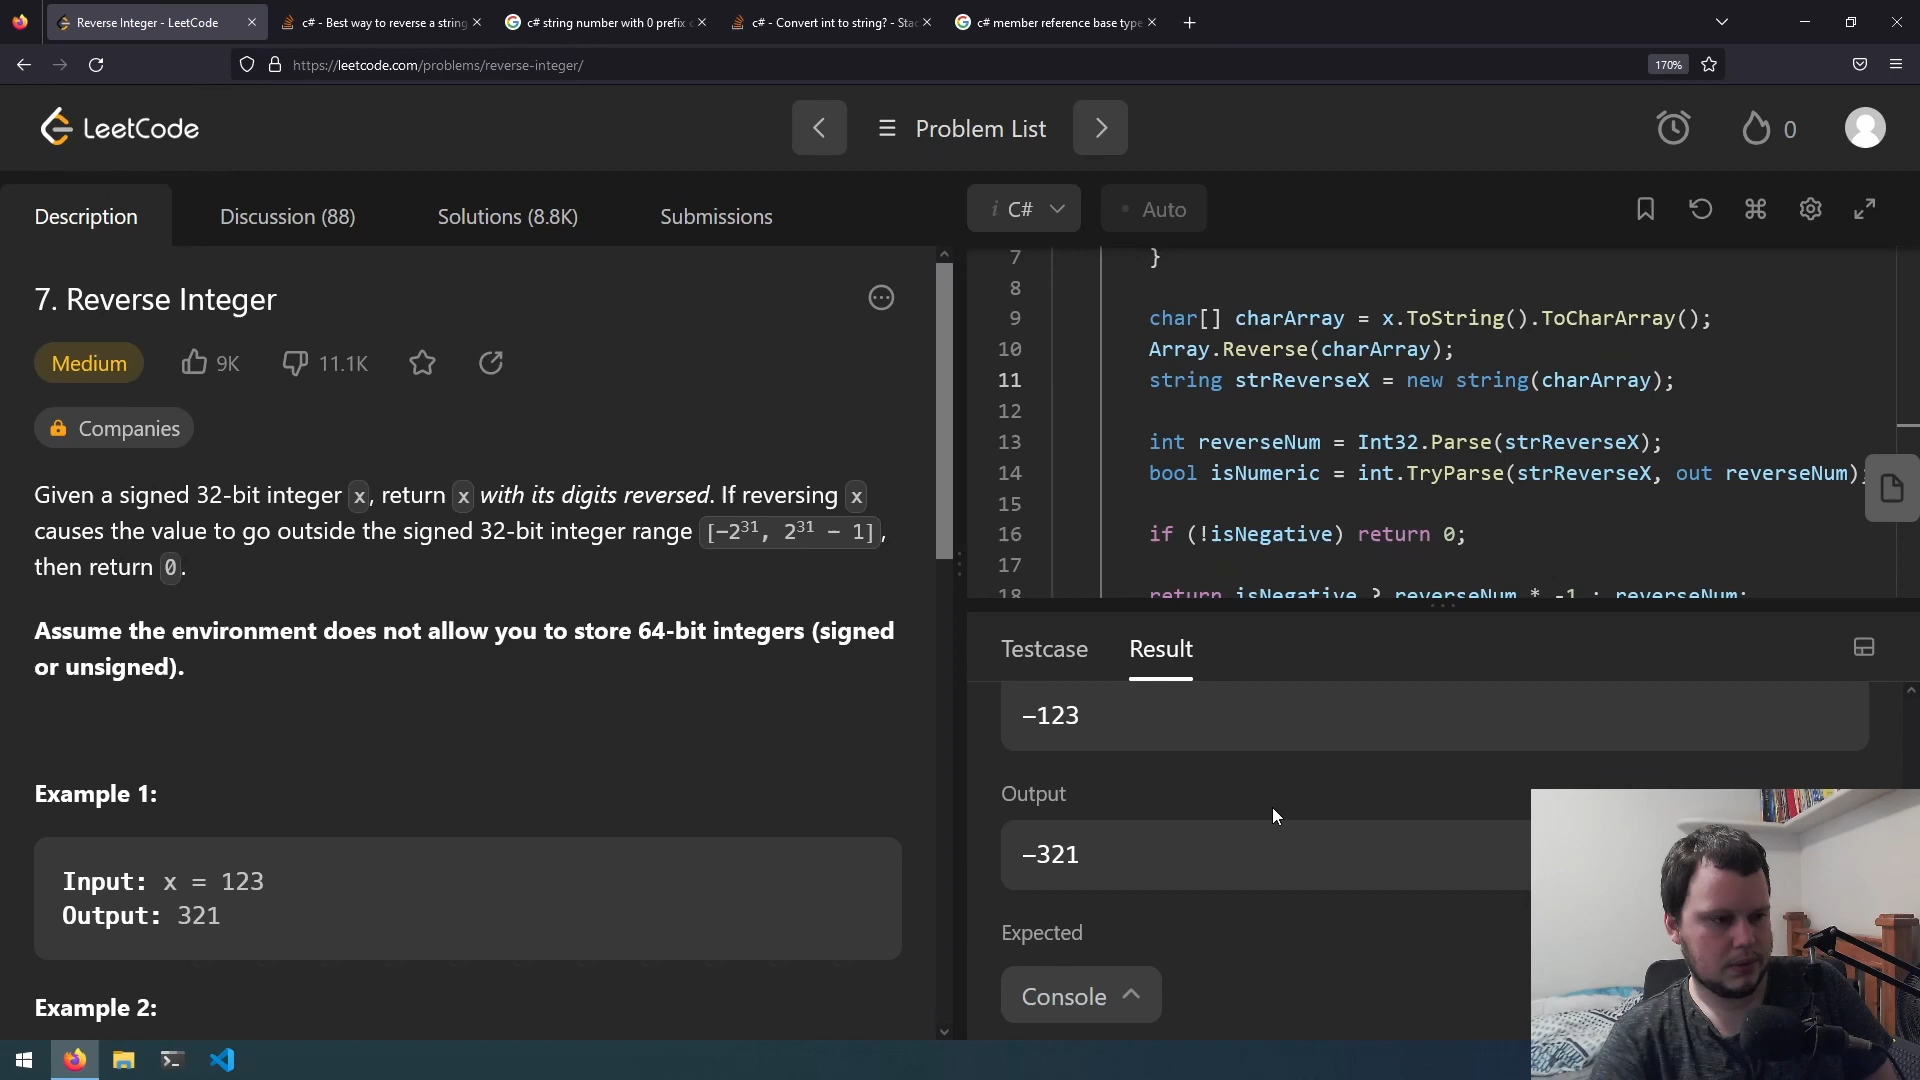 Reverse Integer - LeetCode
c# - Best way to reverse a string
c# string number with 0 prefix
c# - Convert int to string? - Stac
c# member reference base type
https://leetcode.com/problems/reverse-integer/
170%
LeetCode
Problem List
0
Description
Discussion (88)
Solutions (8.8K)
Submissions
i C#
• Auto
7. Reverse Integer
Medium
9K
11.1K
Companies
Given a signed 32-bit integer x, return x with its digits reversed. If reversing x
causes the value to go outside the signed 32-bit integer range [−2³¹, 2³¹ − 1],
then return 0.
Assume the environment does not allow you to store 64-bit integers (signed
or unsigned).
Example 1:
Input: x = 123
Output: 321
Example 2:
7 }
8
9 char[] charArray = x.ToString().ToCharArray();
10 Array.Reverse(charArray);
11 string strReverseX = new string(charArray);
12
13 int reverseNum = Int32.Parse(strReverseX);
14 bool isNumeric = int.TryParse(strReverseX, out reverseNum);
15
16 if (!isNegative) return 0;
17
18 return isNegative ? reverseNum * -1 : reverseNum;
Testcase
Result
−123
Output
−321
Expected
Console